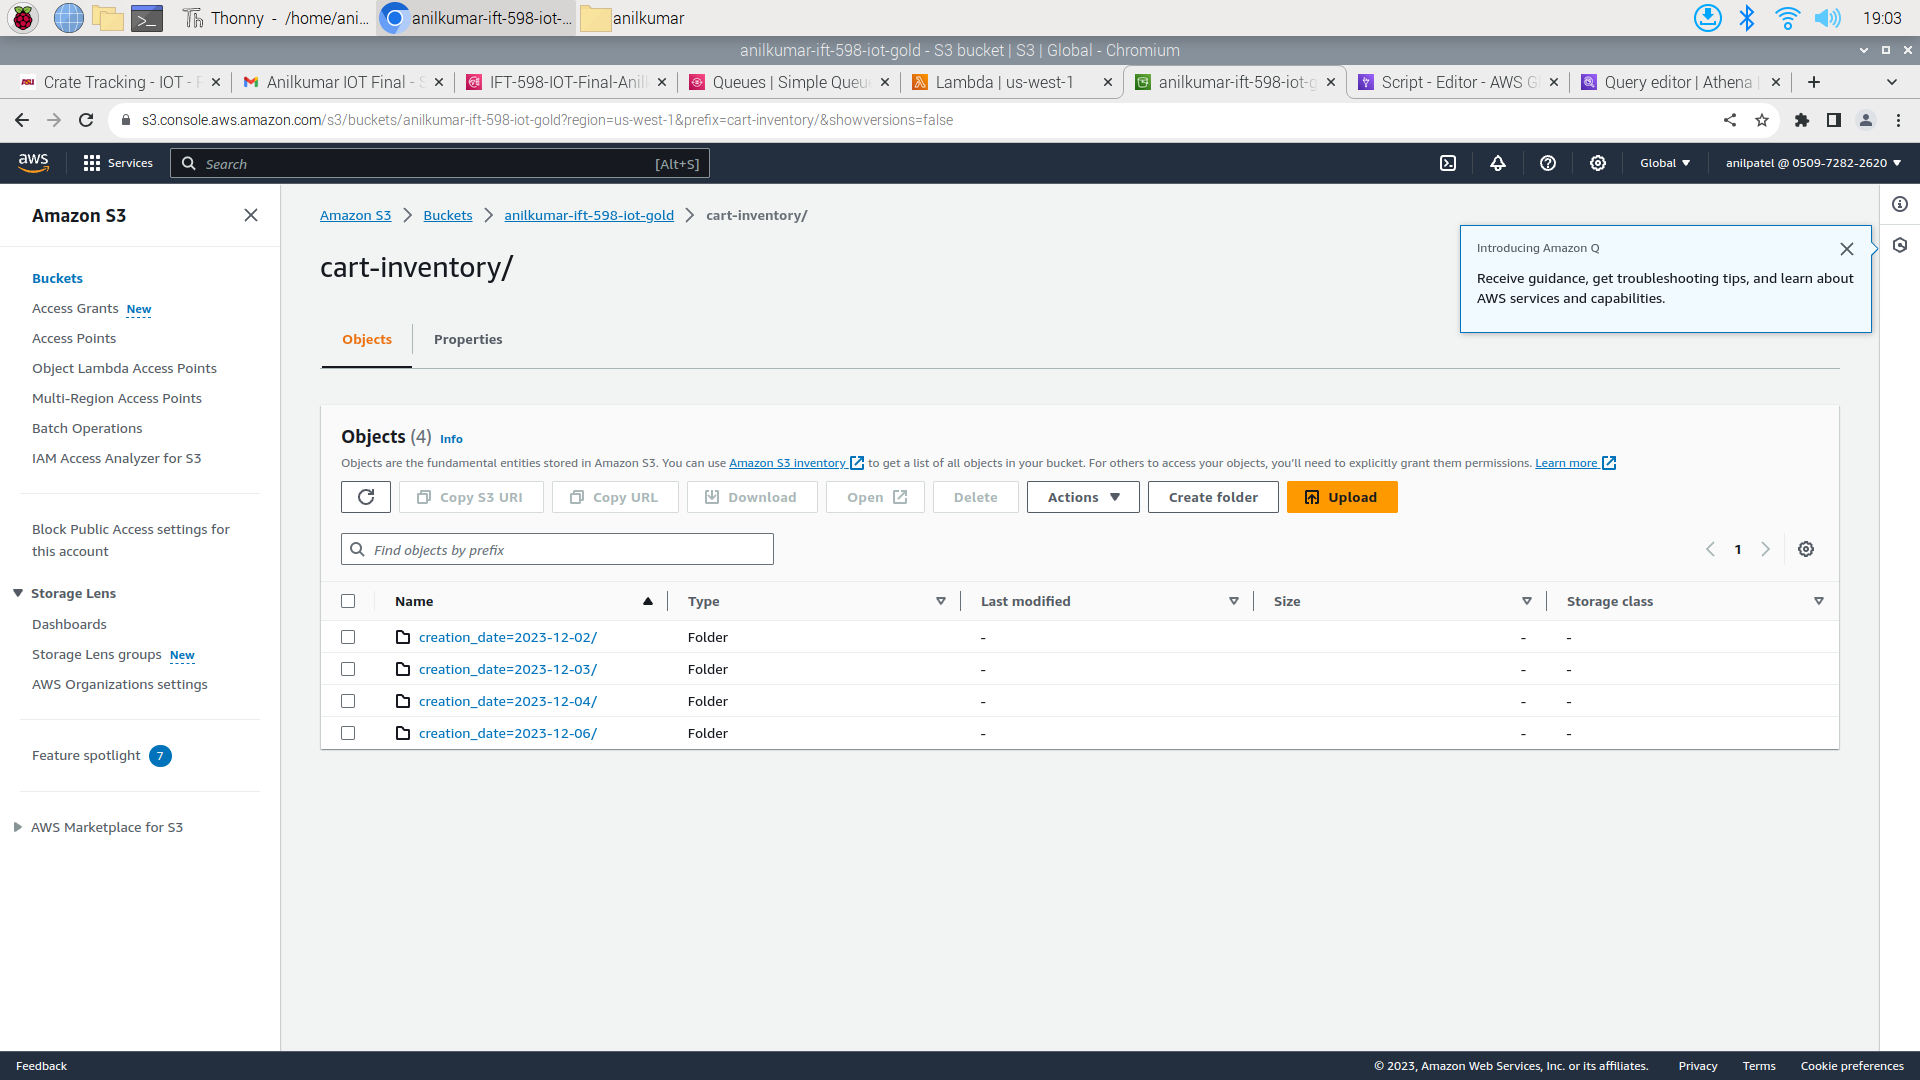 Thonny - /home/ani...
anilkumar-ift-598-iot-...
anilkumar
19:03
anilkumar-ift-598-iot-gold - S3 bucket | S3 | Global - Chromium
Crate Tracking - IOT -
Anilkumar IOT Final -
IFT-598-IOT-Final-Anil
Queues | Simple Queu
Lambda | us-west-1
anilkumar-ift-598-iot-g
Script - Editor - AWS G
Query editor | Athena
s3.console.aws.amazon.com/s3/buckets/anilkumar-ift-598-iot-gold?region=us-west-1&prefix=cart-inventory/&showversions=false
aws
Services
Search
[Alt+S]
Global
anilpatel @ 0509-7282-2620
Amazon S3
Buckets
Access Grants New
Access Points
Object Lambda Access Points
Multi-Region Access Points
Batch Operations
IAM Access Analyzer for S3
Block Public Access settings for
this account
Storage Lens
Dashboards
Storage Lens groups New
AWS Organizations settings
Feature spotlight 7
AWS Marketplace for S3
Amazon S3 > Buckets > anilkumar-ift-598-iot-gold > cart-inventory/
cart-inventory/
Introducing Amazon Q
Receive guidance, get troubleshooting tips, and learn about
AWS services and capabilities.
Objects
Properties
Objects (4) Info
Objects are the fundamental entities stored in Amazon S3. You can use Amazon S3 inventory to get a list of all objects in your bucket. For others to access your objects, you'll need to explicitly grant them permissions. Learn more
Copy S3 URI
Copy URL
Download
Open
Delete
Actions
Create folder
Upload
Find objects by prefix
1
Name Type Last modified Size Storage class
creation_date=2023-12-02/ Folder - - -
creation_date=2023-12-03/ Folder - - -
creation_date=2023-12-04/ Folder - - -
creation_date=2023-12-06/ Folder - - -
Feedback
© 2023, Amazon Web Services, Inc. or its affiliates.
Privacy
Terms
Cookie preferences